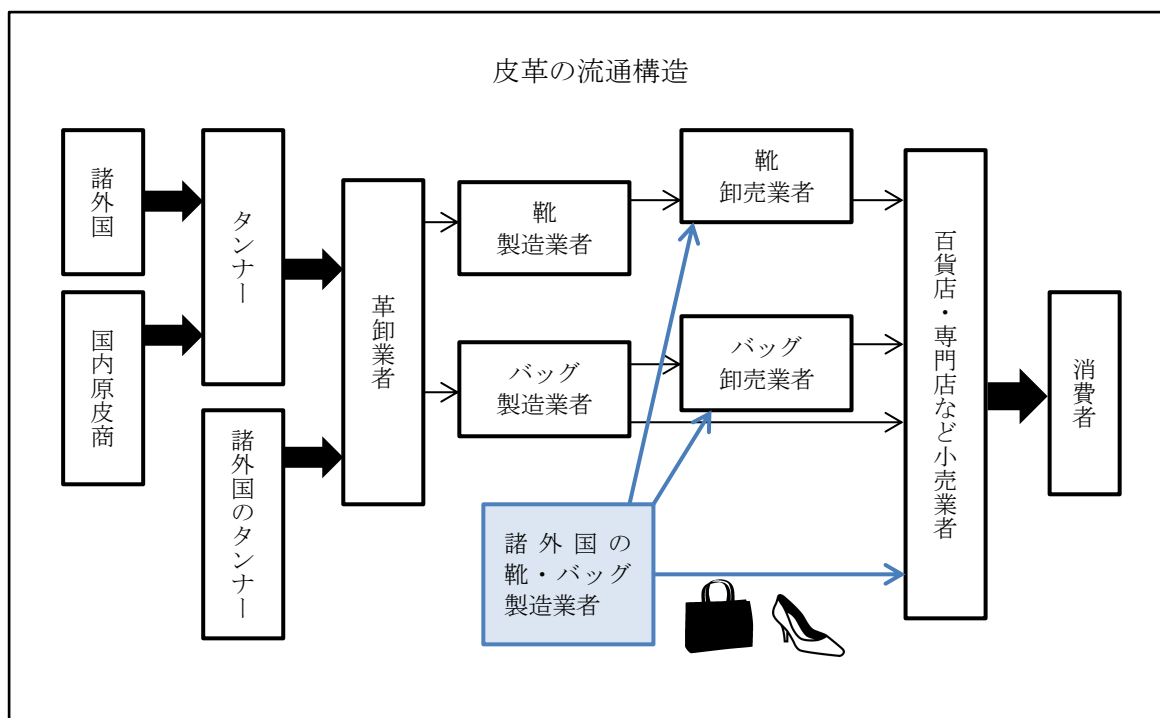 皮革の流通構造
諸外国
国内原皮商
タンナー
諸外国のタンナー
革卸業者
靴
製造業者
バッグ
製造業者
靴
卸売業者
バッグ
卸売業者
諸外国の
靴・バッグ
製造業者
百貨店・専門店など小売業者
消費者